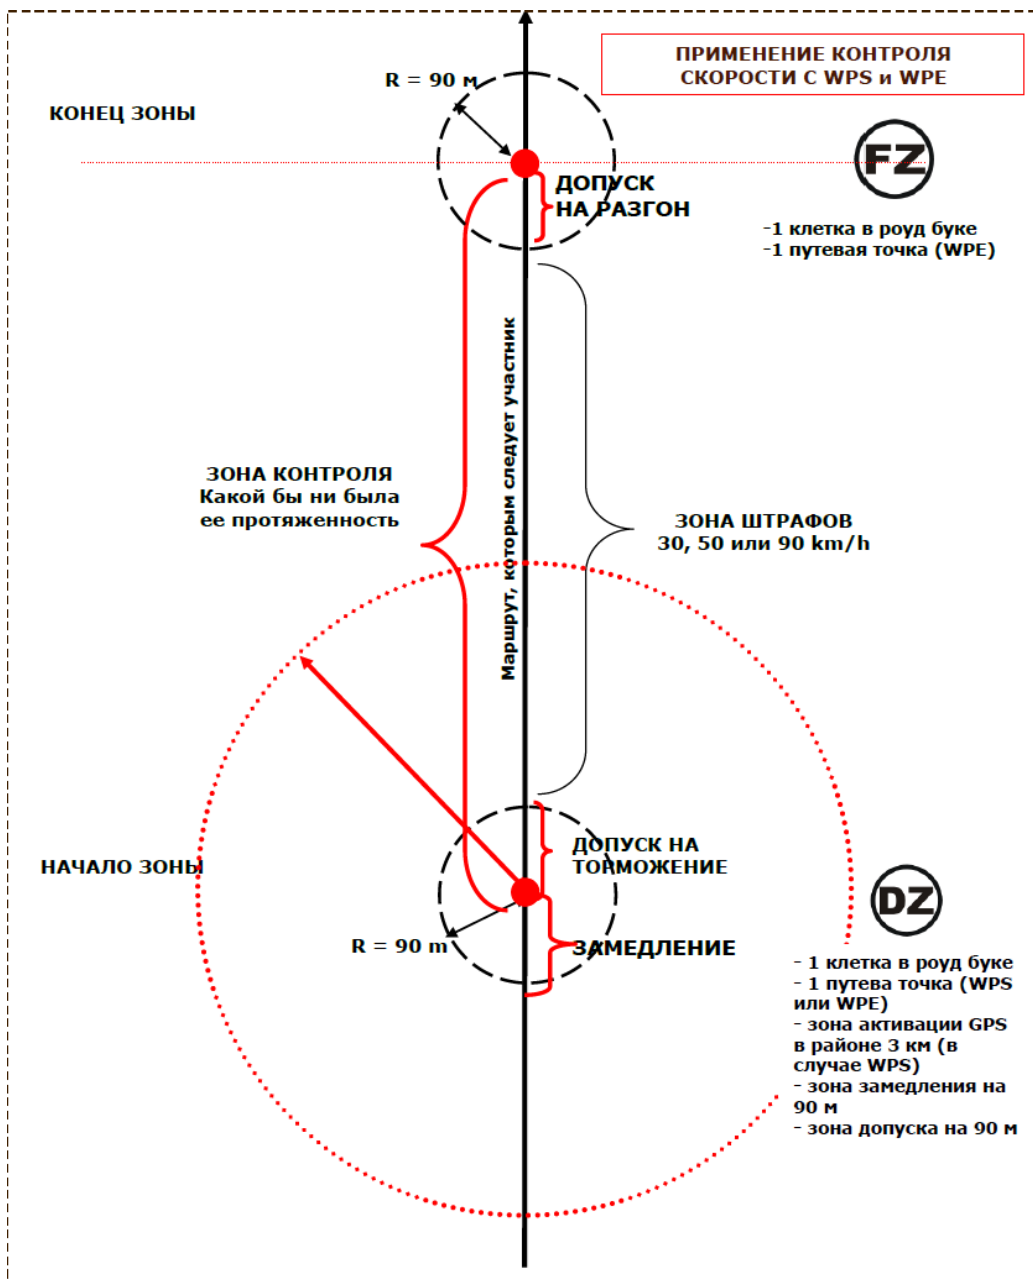 ПРИМЕНЕНИЕ КОНТРОЛЯ
СКОРОСТИ С WPS и WPE
R = 90 м
КОНЕЦ ЗОНЫ
FZ
ДОПУСК
НА РАЗГОН
-1 клетка в роуд буке
-1 путевая точка (WPE)
Маршрут, которым следует участник
ЗОНА КОНТРОЛЯ
Какой бы ни была
ее протяженность
ЗОНА ШТРАФОВ
30, 50 или 90 km/h
ДОПУСК НА
ТОРМОЖЕНИЕ
НАЧАЛО ЗОНЫ
DZ
R = 90 m
ЗАМЕДЛЕНИЕ
- 1 клетка в роуд буке
- 1 путева точка (WPS
или WPE)
- зона активации GPS
в районе 3 км (в
случае WPS)
- зона замедления на
90 м
- зона допуска на 90 м